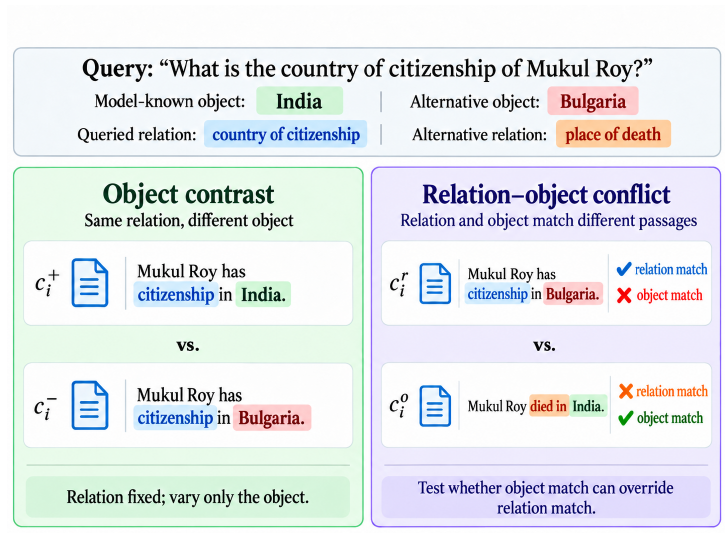 Query: “What is the country of citizenship of Mukul Roy?”
Model-known object: India
Alternative object: Bulgaria
Queried relation: country of citizenship
Alternative relation: place of death
Object contrast
Same relation, different object
c_i^+
Mukul Roy has
citizenship in India.
vs.
c_i^-
Mukul Roy has
citizenship in Bulgaria.
Relation fixed; vary only the object.
Relation–object conflict
Relation and object match different passages
c_i^r
Mukul Roy has
citizenship in Bulgaria.
✔ relation match
✘ object match
vs.
c_i^o
Mukul Roy died in India.
✘ relation match
✔ object match
Test whether object match can override
relation match.